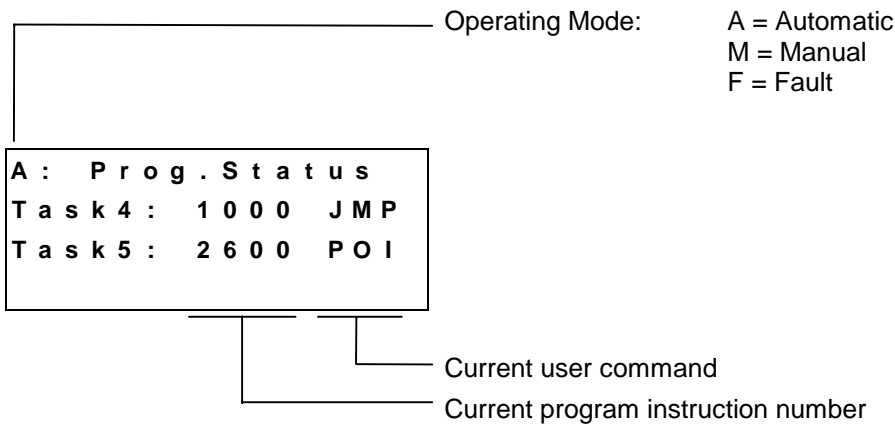 Operating Mode: A = Automatic
M = Manual
F = Fault
A: Prog.Status
Task4: 1000 JMP
Task5: 2600 POI
Current user command
Current program instruction number